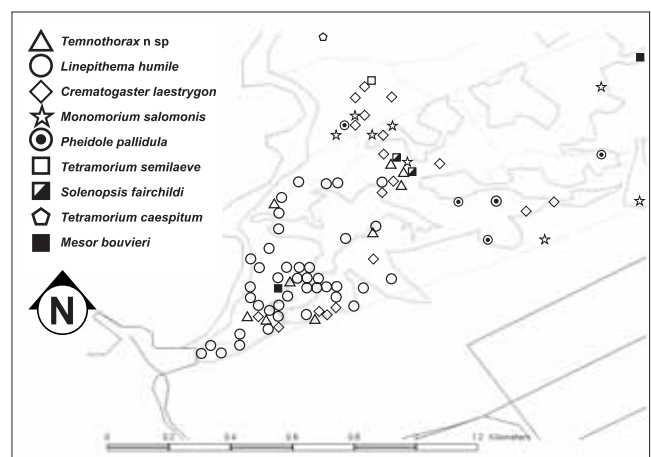 Temnothorax n sp
Linepithema humile
Crematogaster laestrygon
Monomorium salomonis
Pheidole pallidula
Tetramorium semilaeve
Solenopsis fairchildi
Tetramorium caespitum
Mesor bouvieri
N
0 0.2 0.4 0.6 0.8 1 1.2 Kilometers